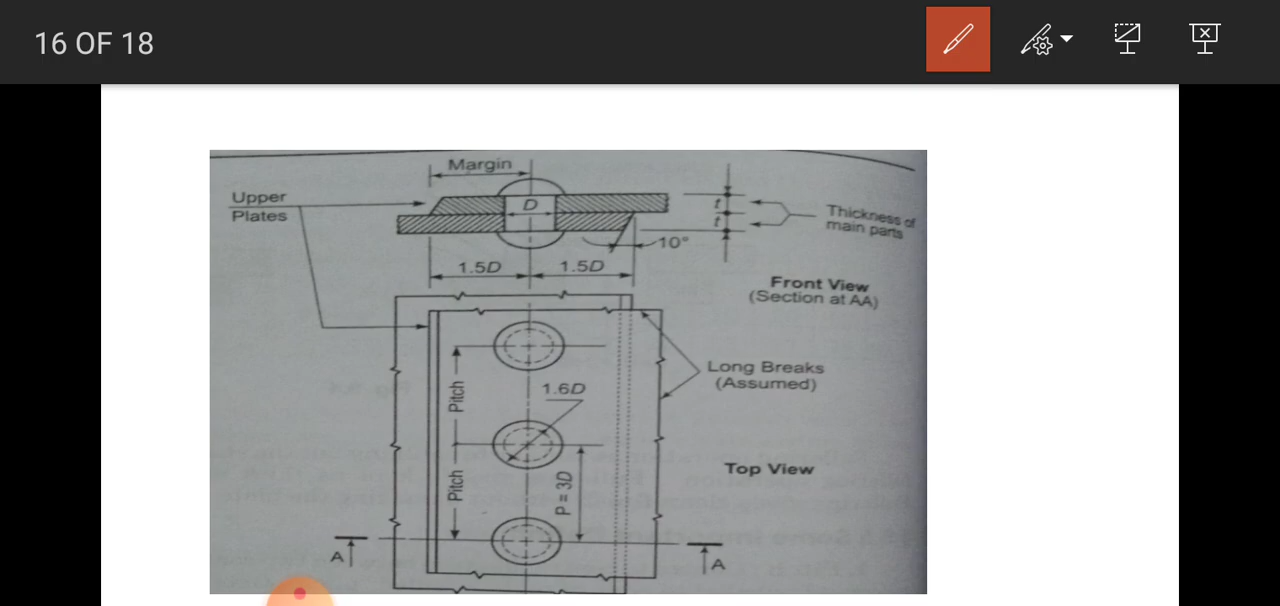 16 OF 18
Margin
Upper
Plates
D
t
t
Thickness of
main parts
10°
1.5D
1.5D
Front View
(Section at AA)
Long Breaks
(Assumed)
Pitch
1.6D
Top View
Pitch
P = 3D
A
A